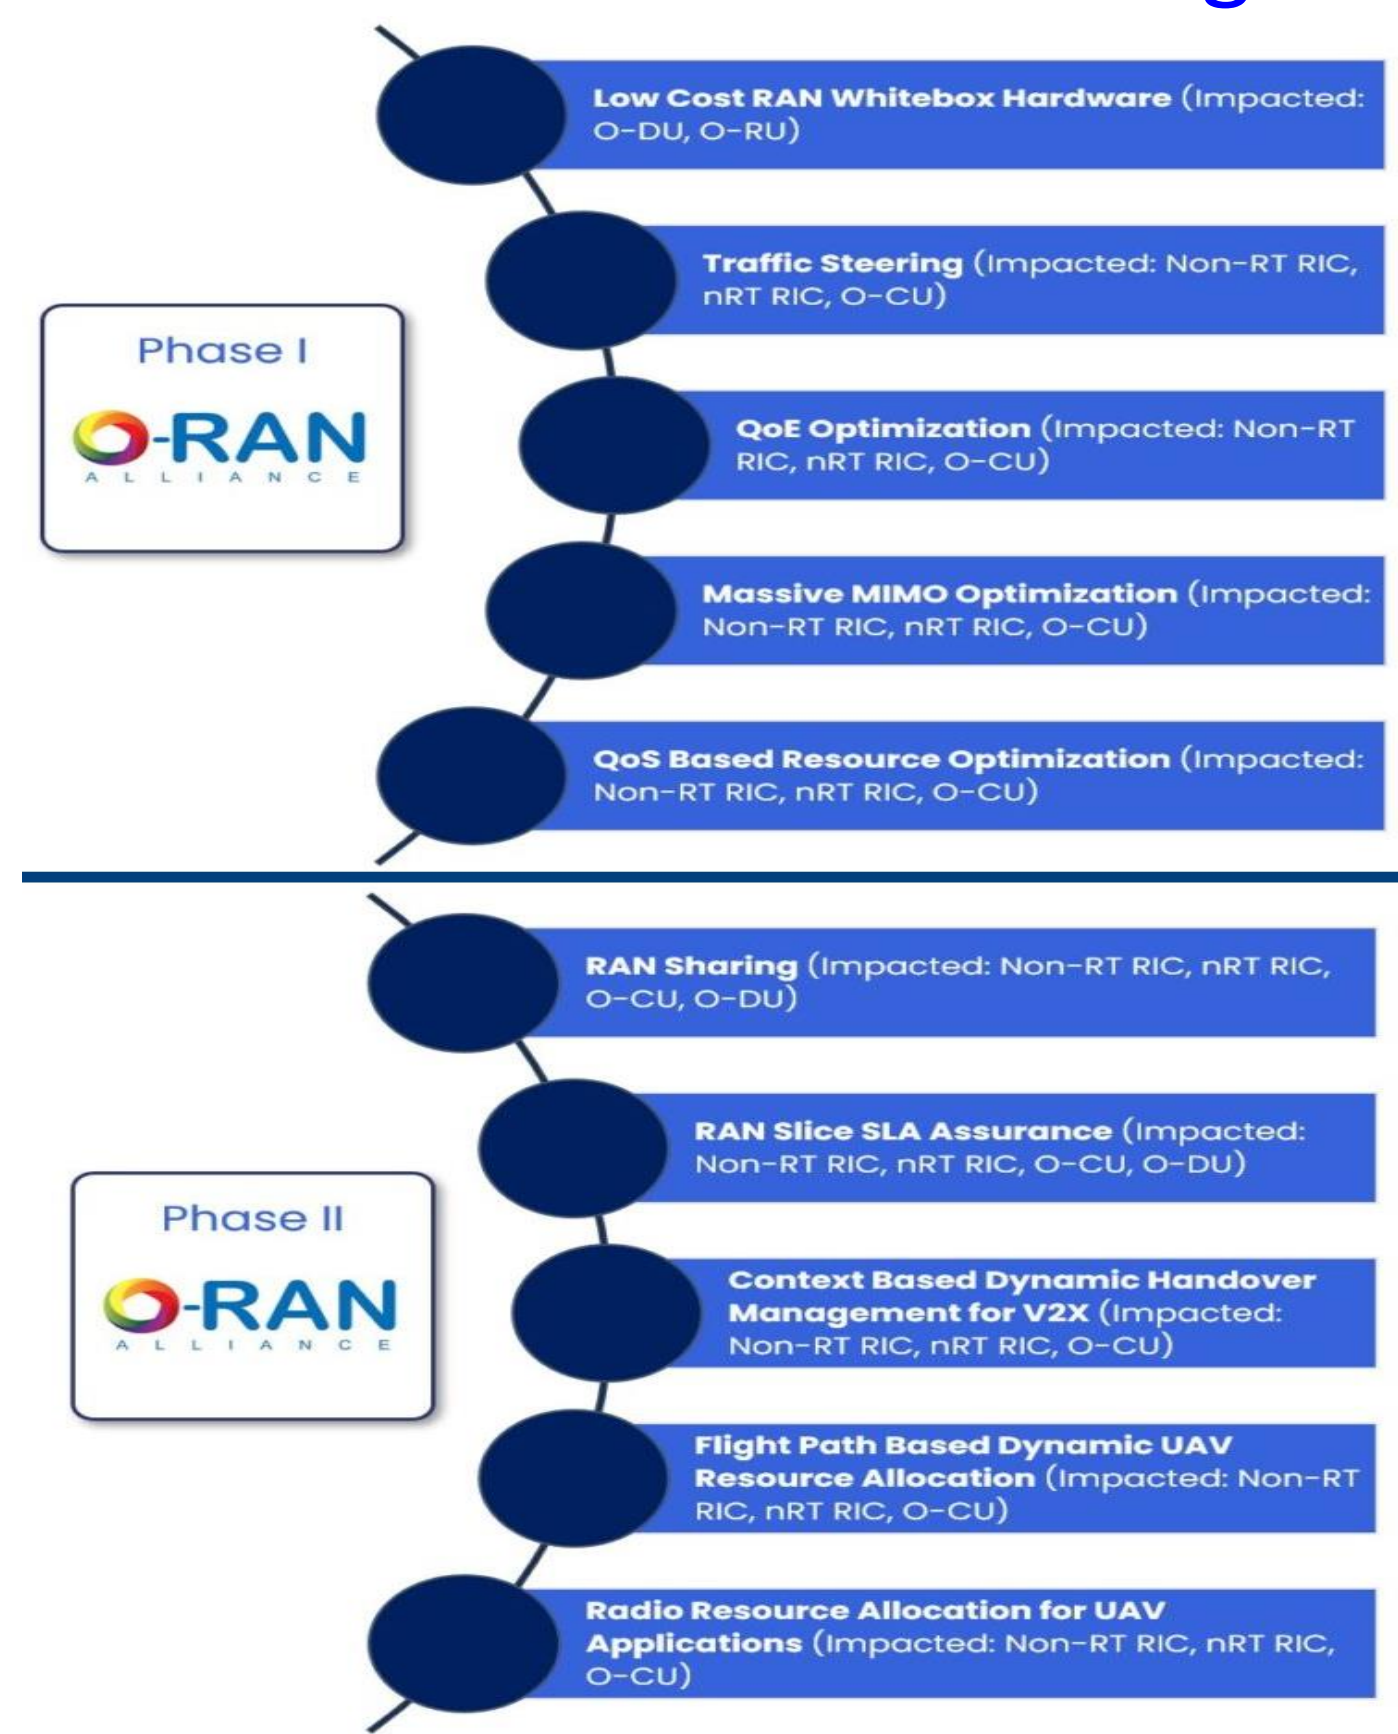 Low Cost RAN Whitebox Hardware (Impacted:
O-DU, O-RU)
Traffic Steering (Impacted: Non-RT RIC,
nRT RIC, O-CU)
Phase I
O-RAN
ALLIANCE
QoE Optimization (Impacted: Non-RT
RIC, nRT RIC, O-CU)
Massive MIMO Optimization (Impacted:
Non-RT RIC, nRT RIC, O-CU)
QoS Based Resource Optimization (Impacted:
Non-RT RIC, nRT RIC, O-CU)
RAN Sharing (Impacted: Non-RT RIC, nRT RIC,
O-CU, O-DU)
RAN Slice SLA Assurance (Impacted:
Non-RT RIC, nRT RIC, O-CU, O-DU)
Phase II
O-RAN
ALLIANCE
Context Based Dynamic Handover
Management for V2X (Impacted:
Non-RT RIC, nRT RIC, O-CU)
Flight Path Based Dynamic UAV
Resource Allocation (Impacted: Non-RT
RIC, nRT RIC, O-CU)
Radio Resource Allocation for UAV
Applications (Impacted: Non-RT RIC, nRT RIC,
O-CU)